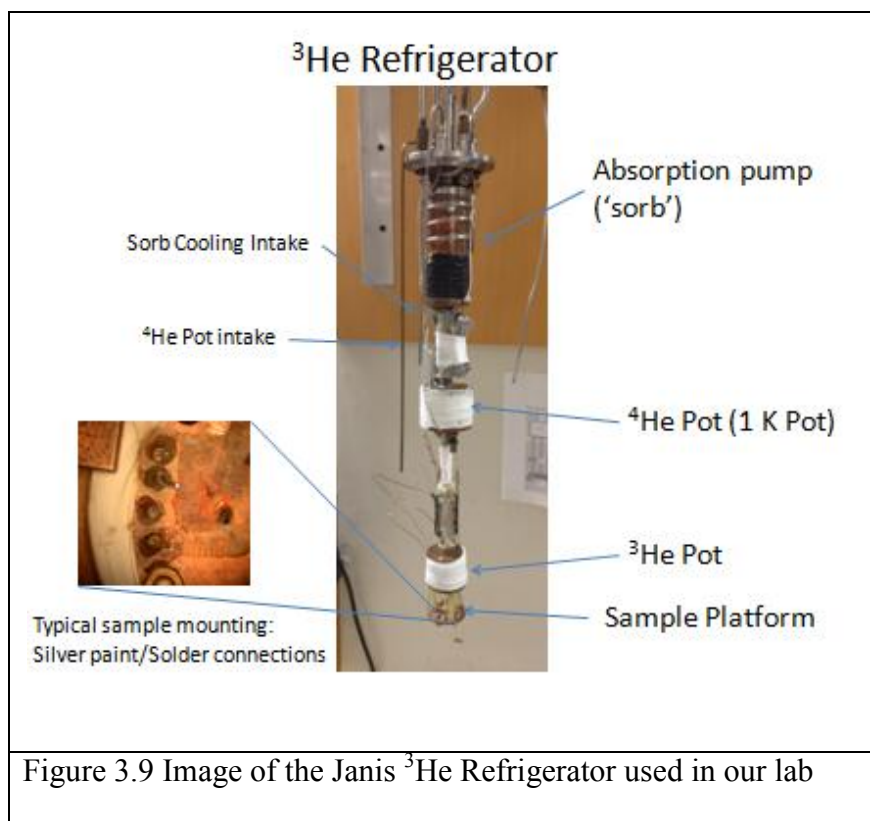 ³He Refrigerator
Absorption pump
('sorb')
Sorb Cooling Intake
⁴He Pot intake
⁴He Pot (1 K Pot)
³He Pot
Sample Platform
Typical sample mounting:
Silver paint/Solder connections
Figure 3.9 Image of the Janis ³He Refrigerator used in our lab